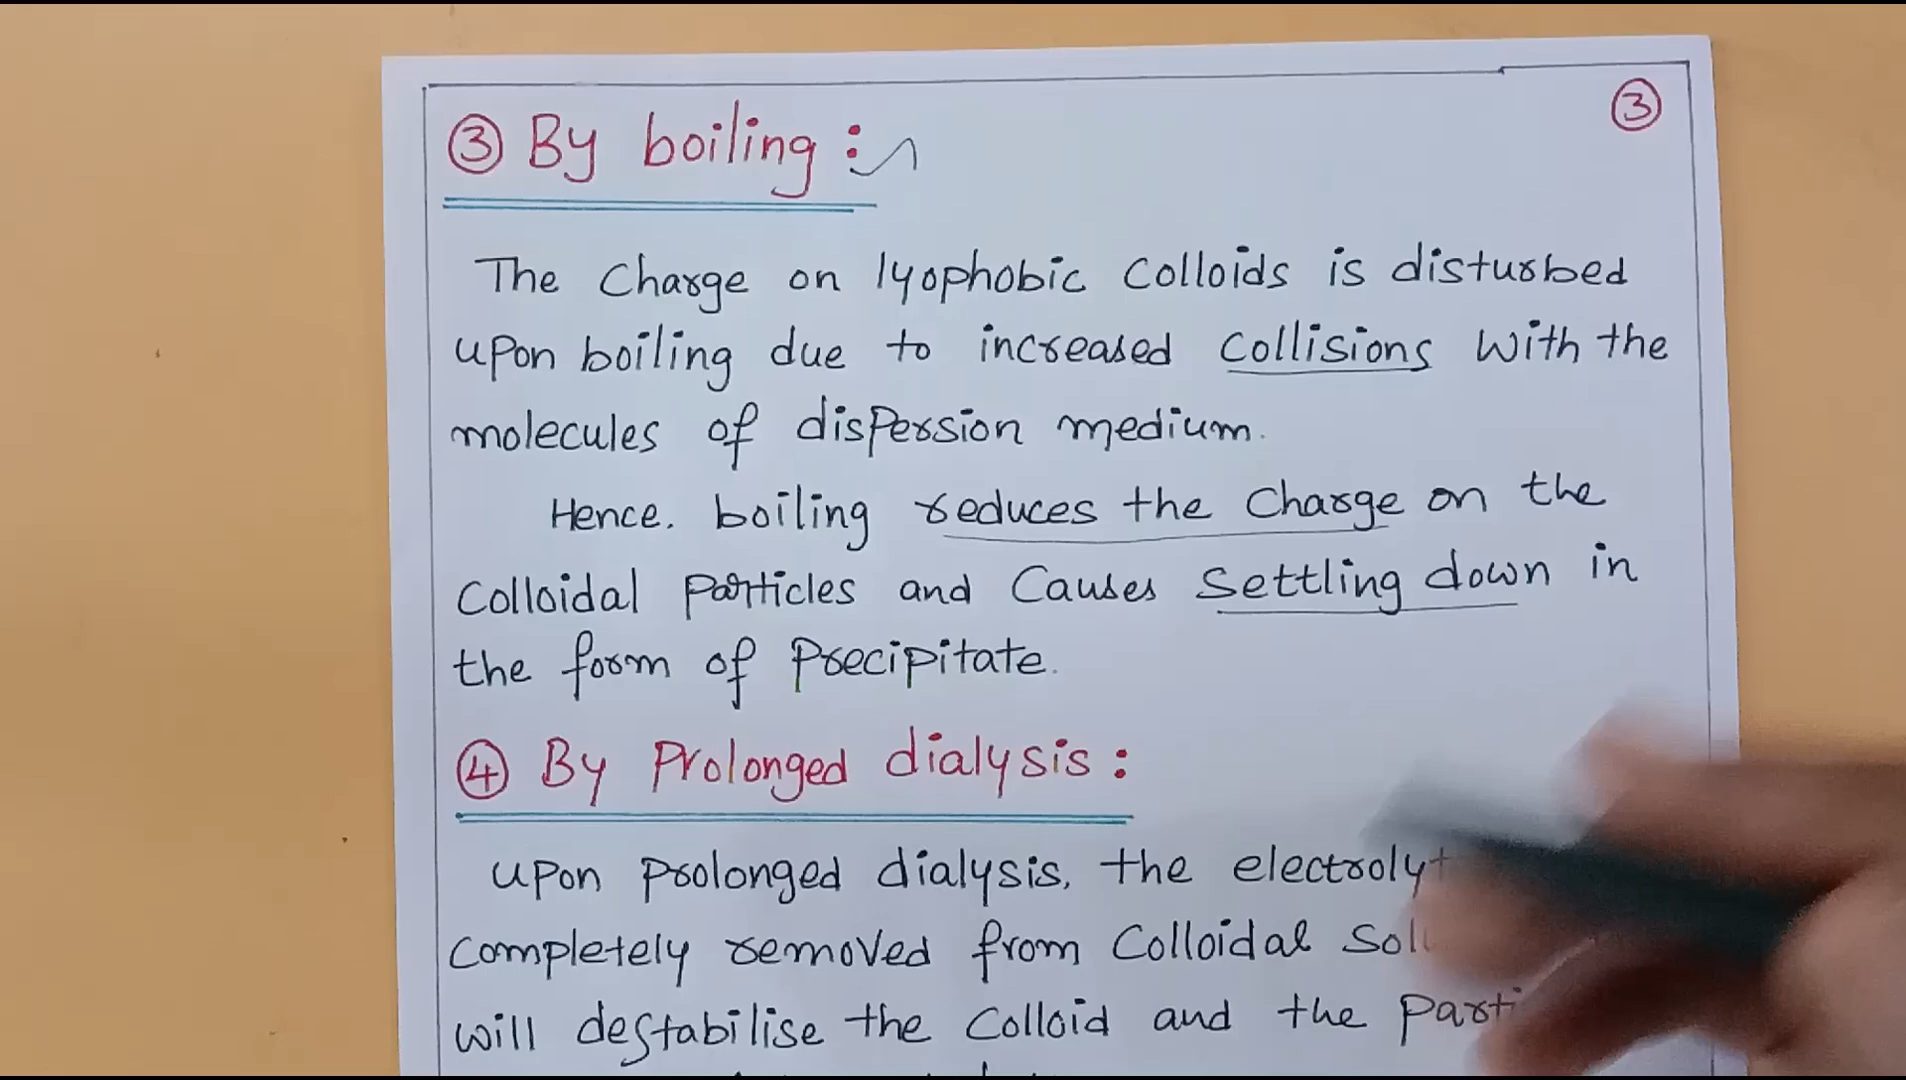 ③ By boiling :
③
The Charge on lyophobic Colloids is disturbed
upon boiling due to increased Collisions with the
molecules of dispersion medium.
Hence. boiling reduces the Charge on the
Colloidal Particles and Causes Settling down in
the form of Precipitate.
④ By Prolonged dialysis :
Upon prolonged dialysis, the
completely removed from Colloidal
will destabilise the Colloid and the